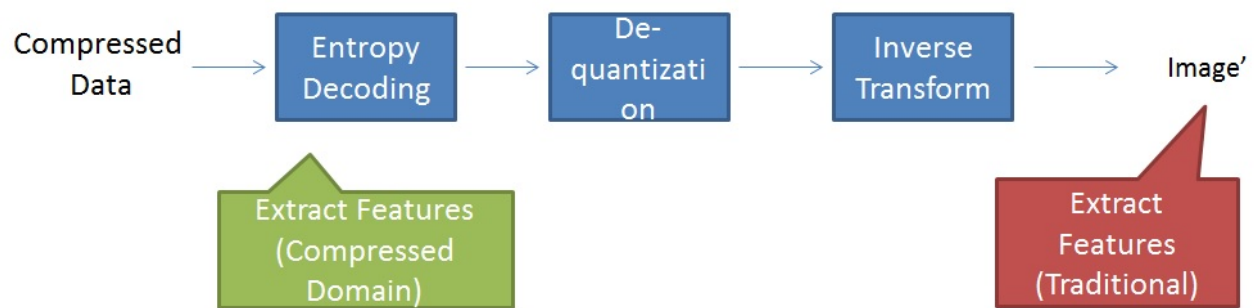 Compressed
Data
Entropy
Decoding
De-
quantizati
on
Inverse
Transform
Image’
Extract Features
(Compressed
Domain)
Extract
Features
(Traditional)